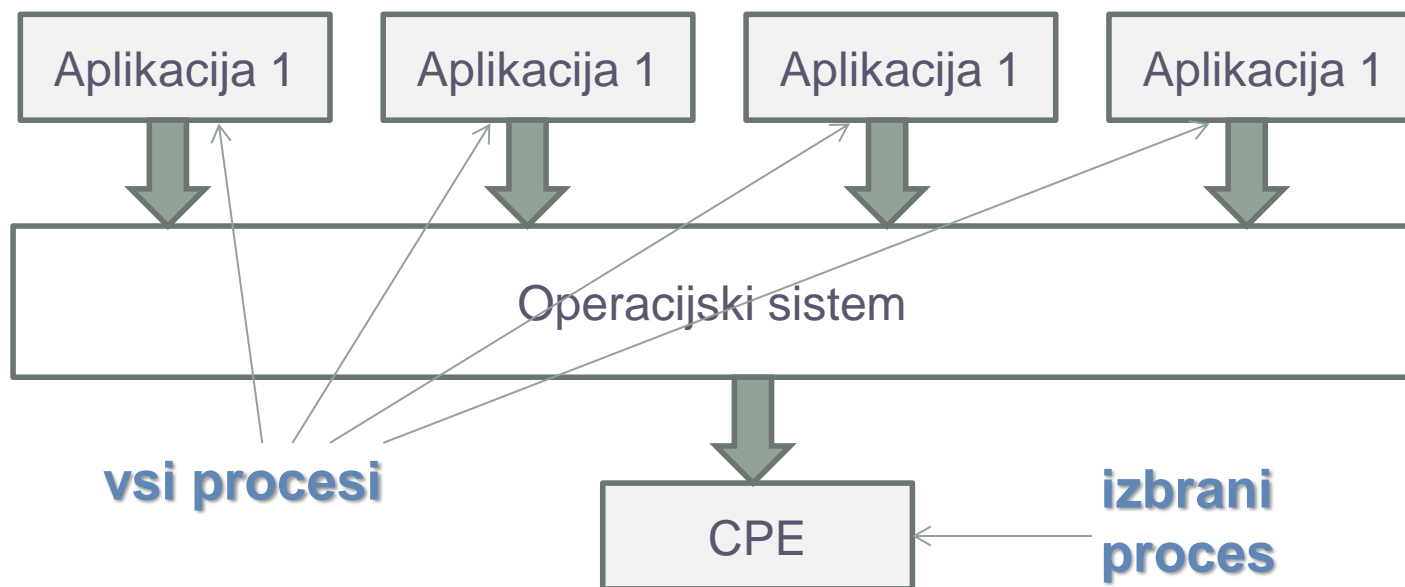 Aplikacija 1
Aplikacija 1
Aplikacija 1
Aplikacija 1
Operacijski sistem
vsi procesi
CPE
izbrani
proces